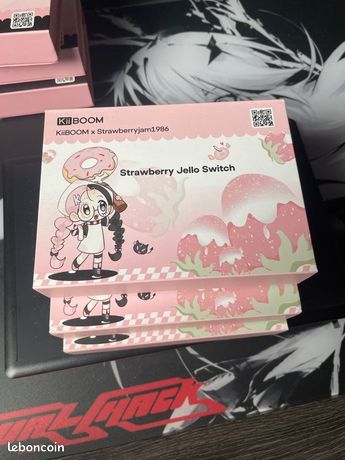 KiiBOOM
KiiBOOM x Strawberryjam1986
Strawberry Jello Switch
leboncoin